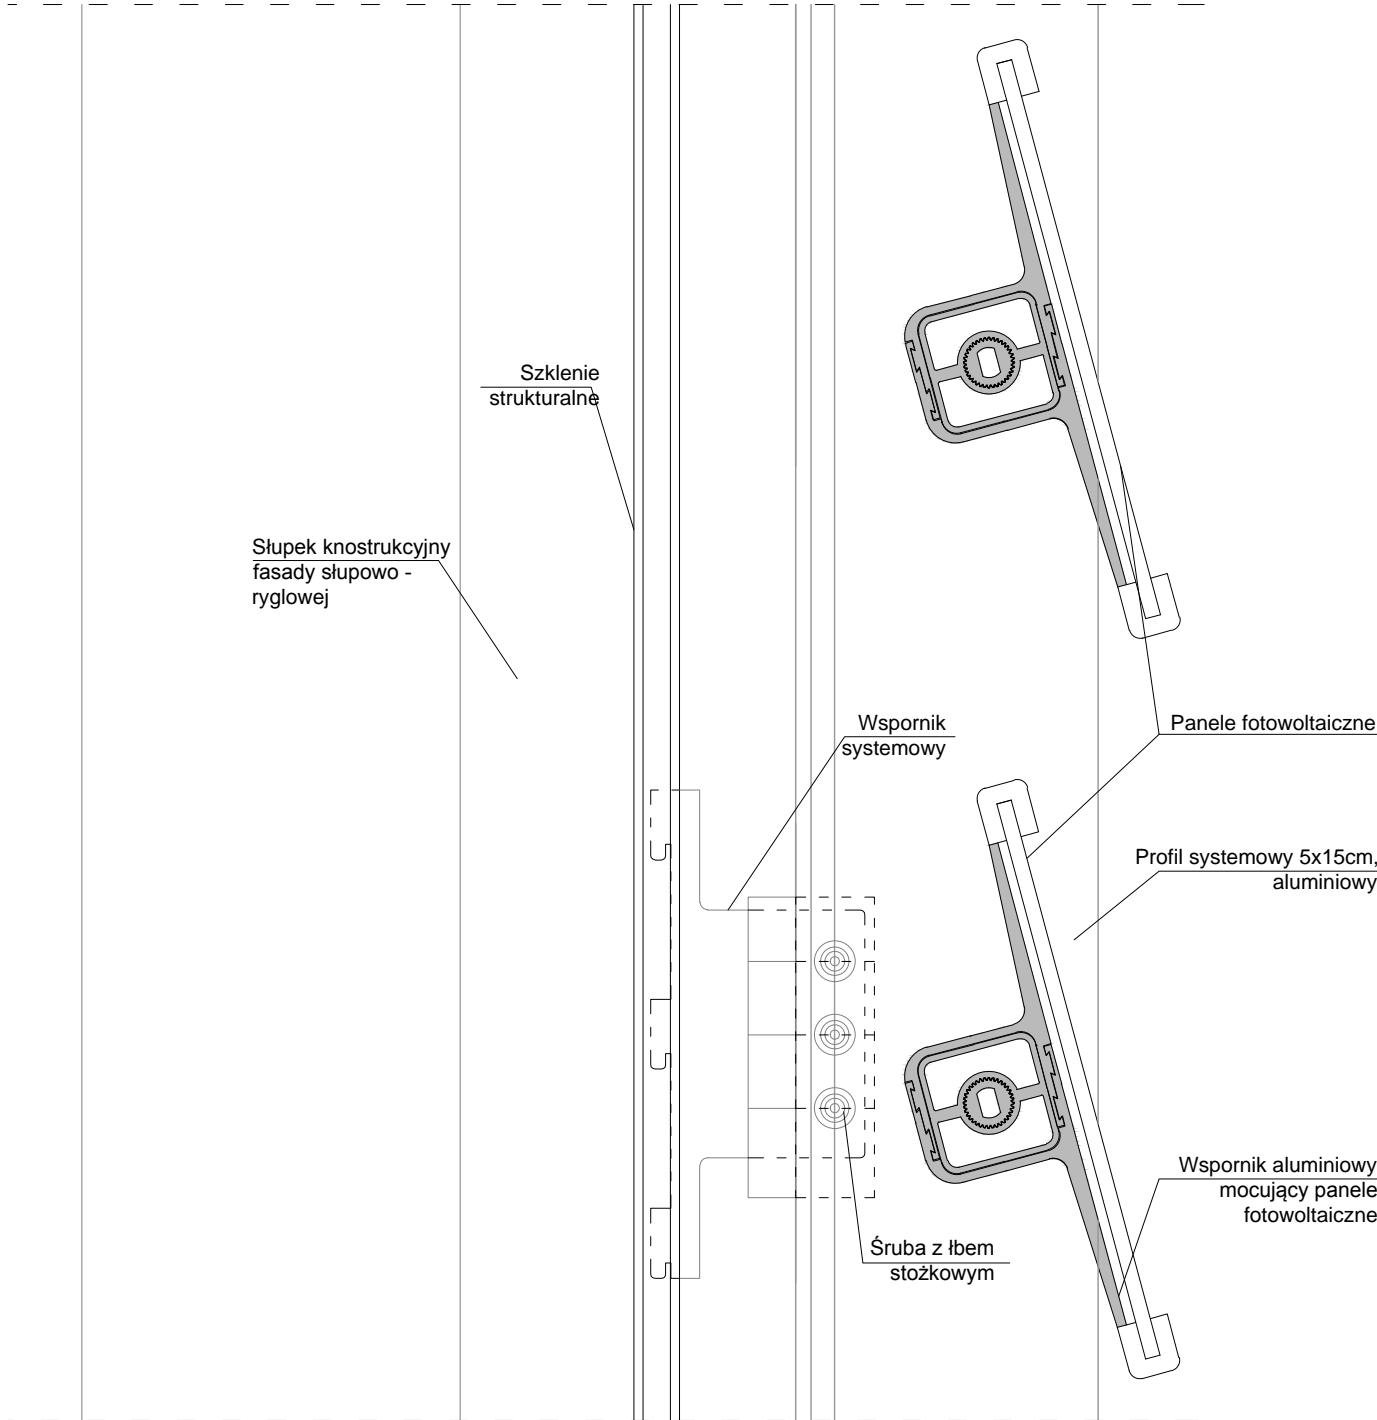 Szklenie
strukturalne
Słupek knostrukcyjny
fasady słupowo -
ryglowej
Wspornik
systemowy
Panele fotowoltaiczne
Profil systemowy 5x15cm,
aluminiowy
Wspornik aluminiowy
mocujący panele
fotowoltaiczne
Śruba z łbem
stożkowym